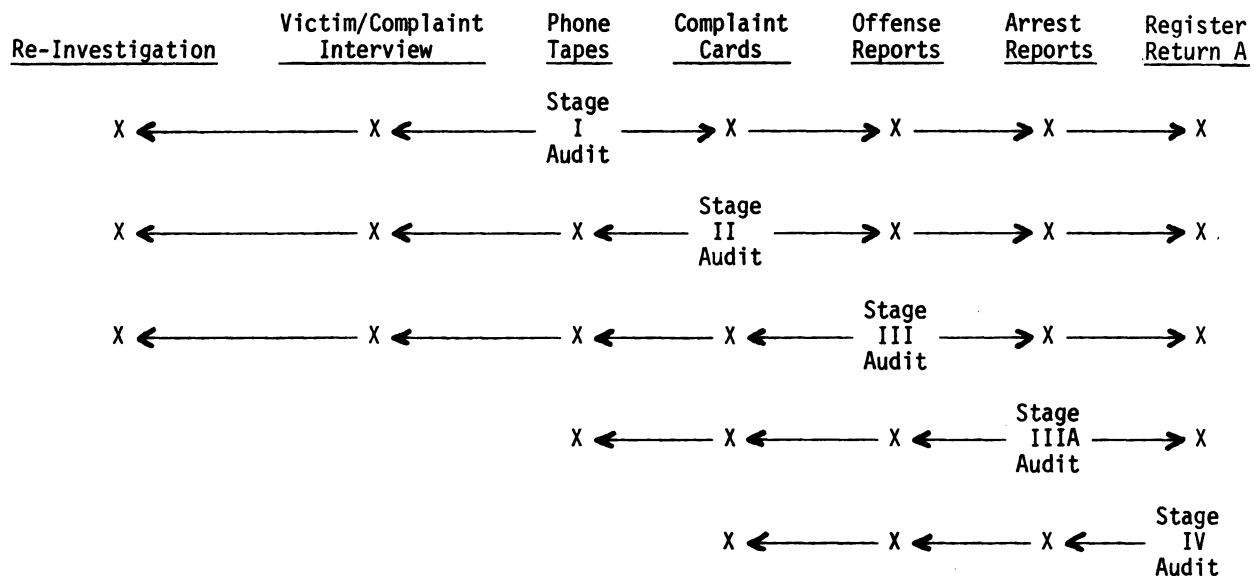 Re-Investigation
Victim/Complaint
Interview
Phone
Tapes
Complaint
Cards
Offense
Reports
Arrest
Reports
Register
Return A
Stage
X X I X X X X
Audit
Stage
X X X II X X X
Audit
Stage
X X X X III X X
Audit
Stage
X X X IIIA X
Audit
Stage
X X X IV
Audit